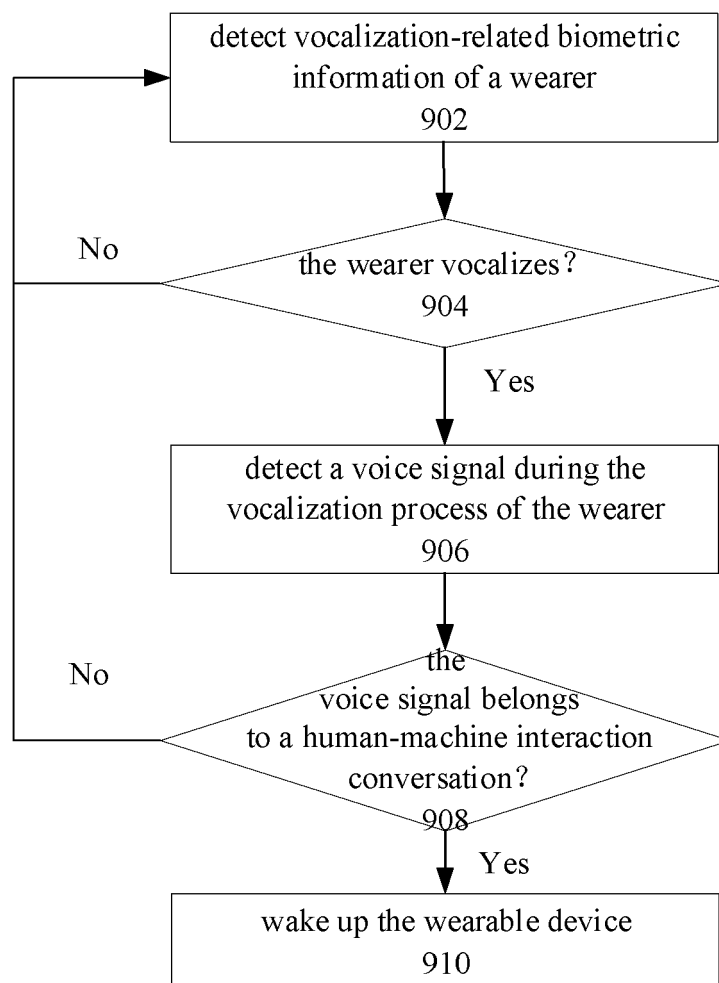 detect vocalization-related biometric
information of a wearer
902
No
the wearer vocalizes?
904
Yes
detect a voice signal during the
vocalization process of the wearer
906
No
the
voice signal belongs
to a human-machine interaction
conversation?
908
Yes
wake up the wearable device
910